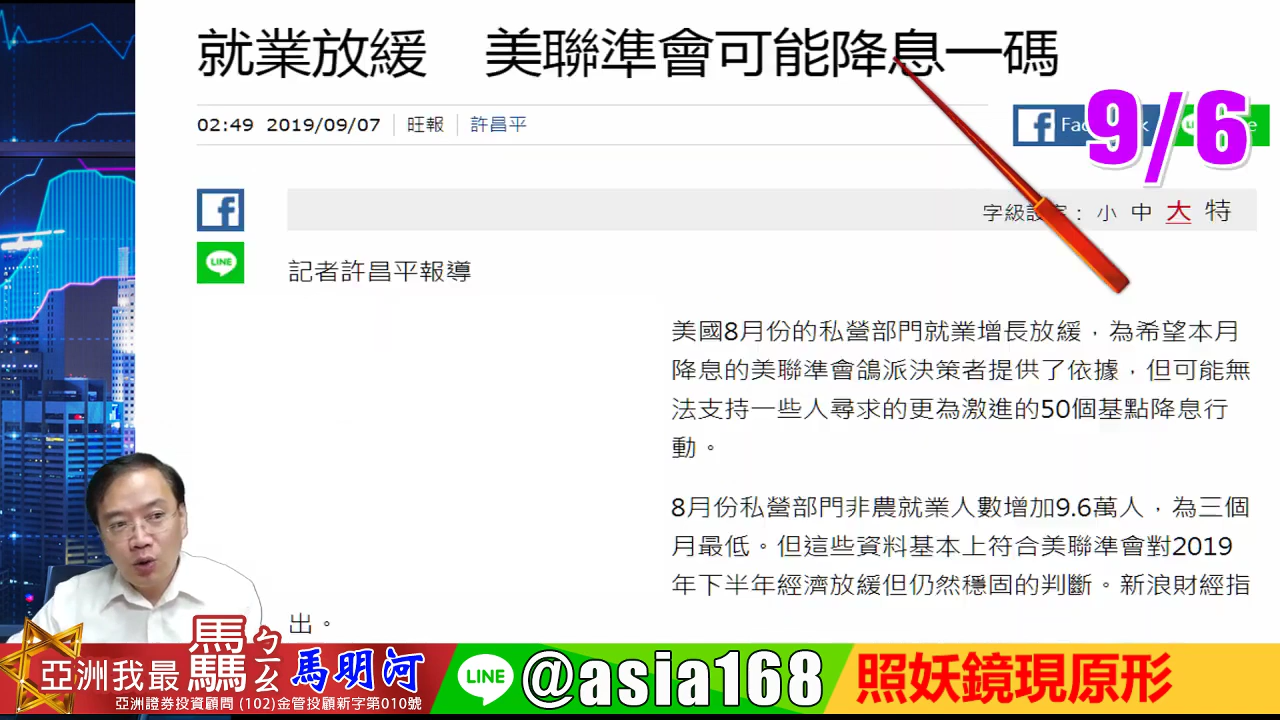 就業放緩　美聯準會可能降息一碼
02:49 2019/09/07 旺報 許昌平
9/6
字級設定： 小 中 大 特
LINE
記者許昌平報導
美國8月份的私營部門就業增長放緩，為希望本月
降息的美聯準會鴿派決策者提供了依據，但可能無
法支持一些人尋求的更為激進的50個基點降息行
動。
8月份私營部門非農就業人數增加9.6萬人，為三個
月最低。但這些資料基本上符合美聯準會對2019
年下半年經濟放緩但仍然穩固的判斷。新浪財經指
出。
亞洲我最驫ㄅㄠ 馬明河
亞洲證券投資顧問 (102)金管投顧新字第010號
LINE @asia168
照妖鏡現原形